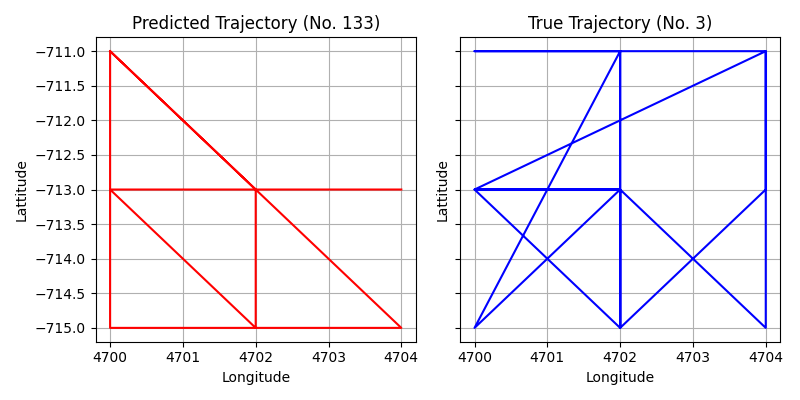 Predicted Trajectory (No. 133)
Lattitude
−711.0
−711.5
−712.0
−712.5
−713.0
−713.5
−714.0
−714.5
−715.0
4700 4701 4702 4703 4704
Longitude
True Trajectory (No. 3)
Lattitude
4700 4701 4702 4703 4704
Longitude